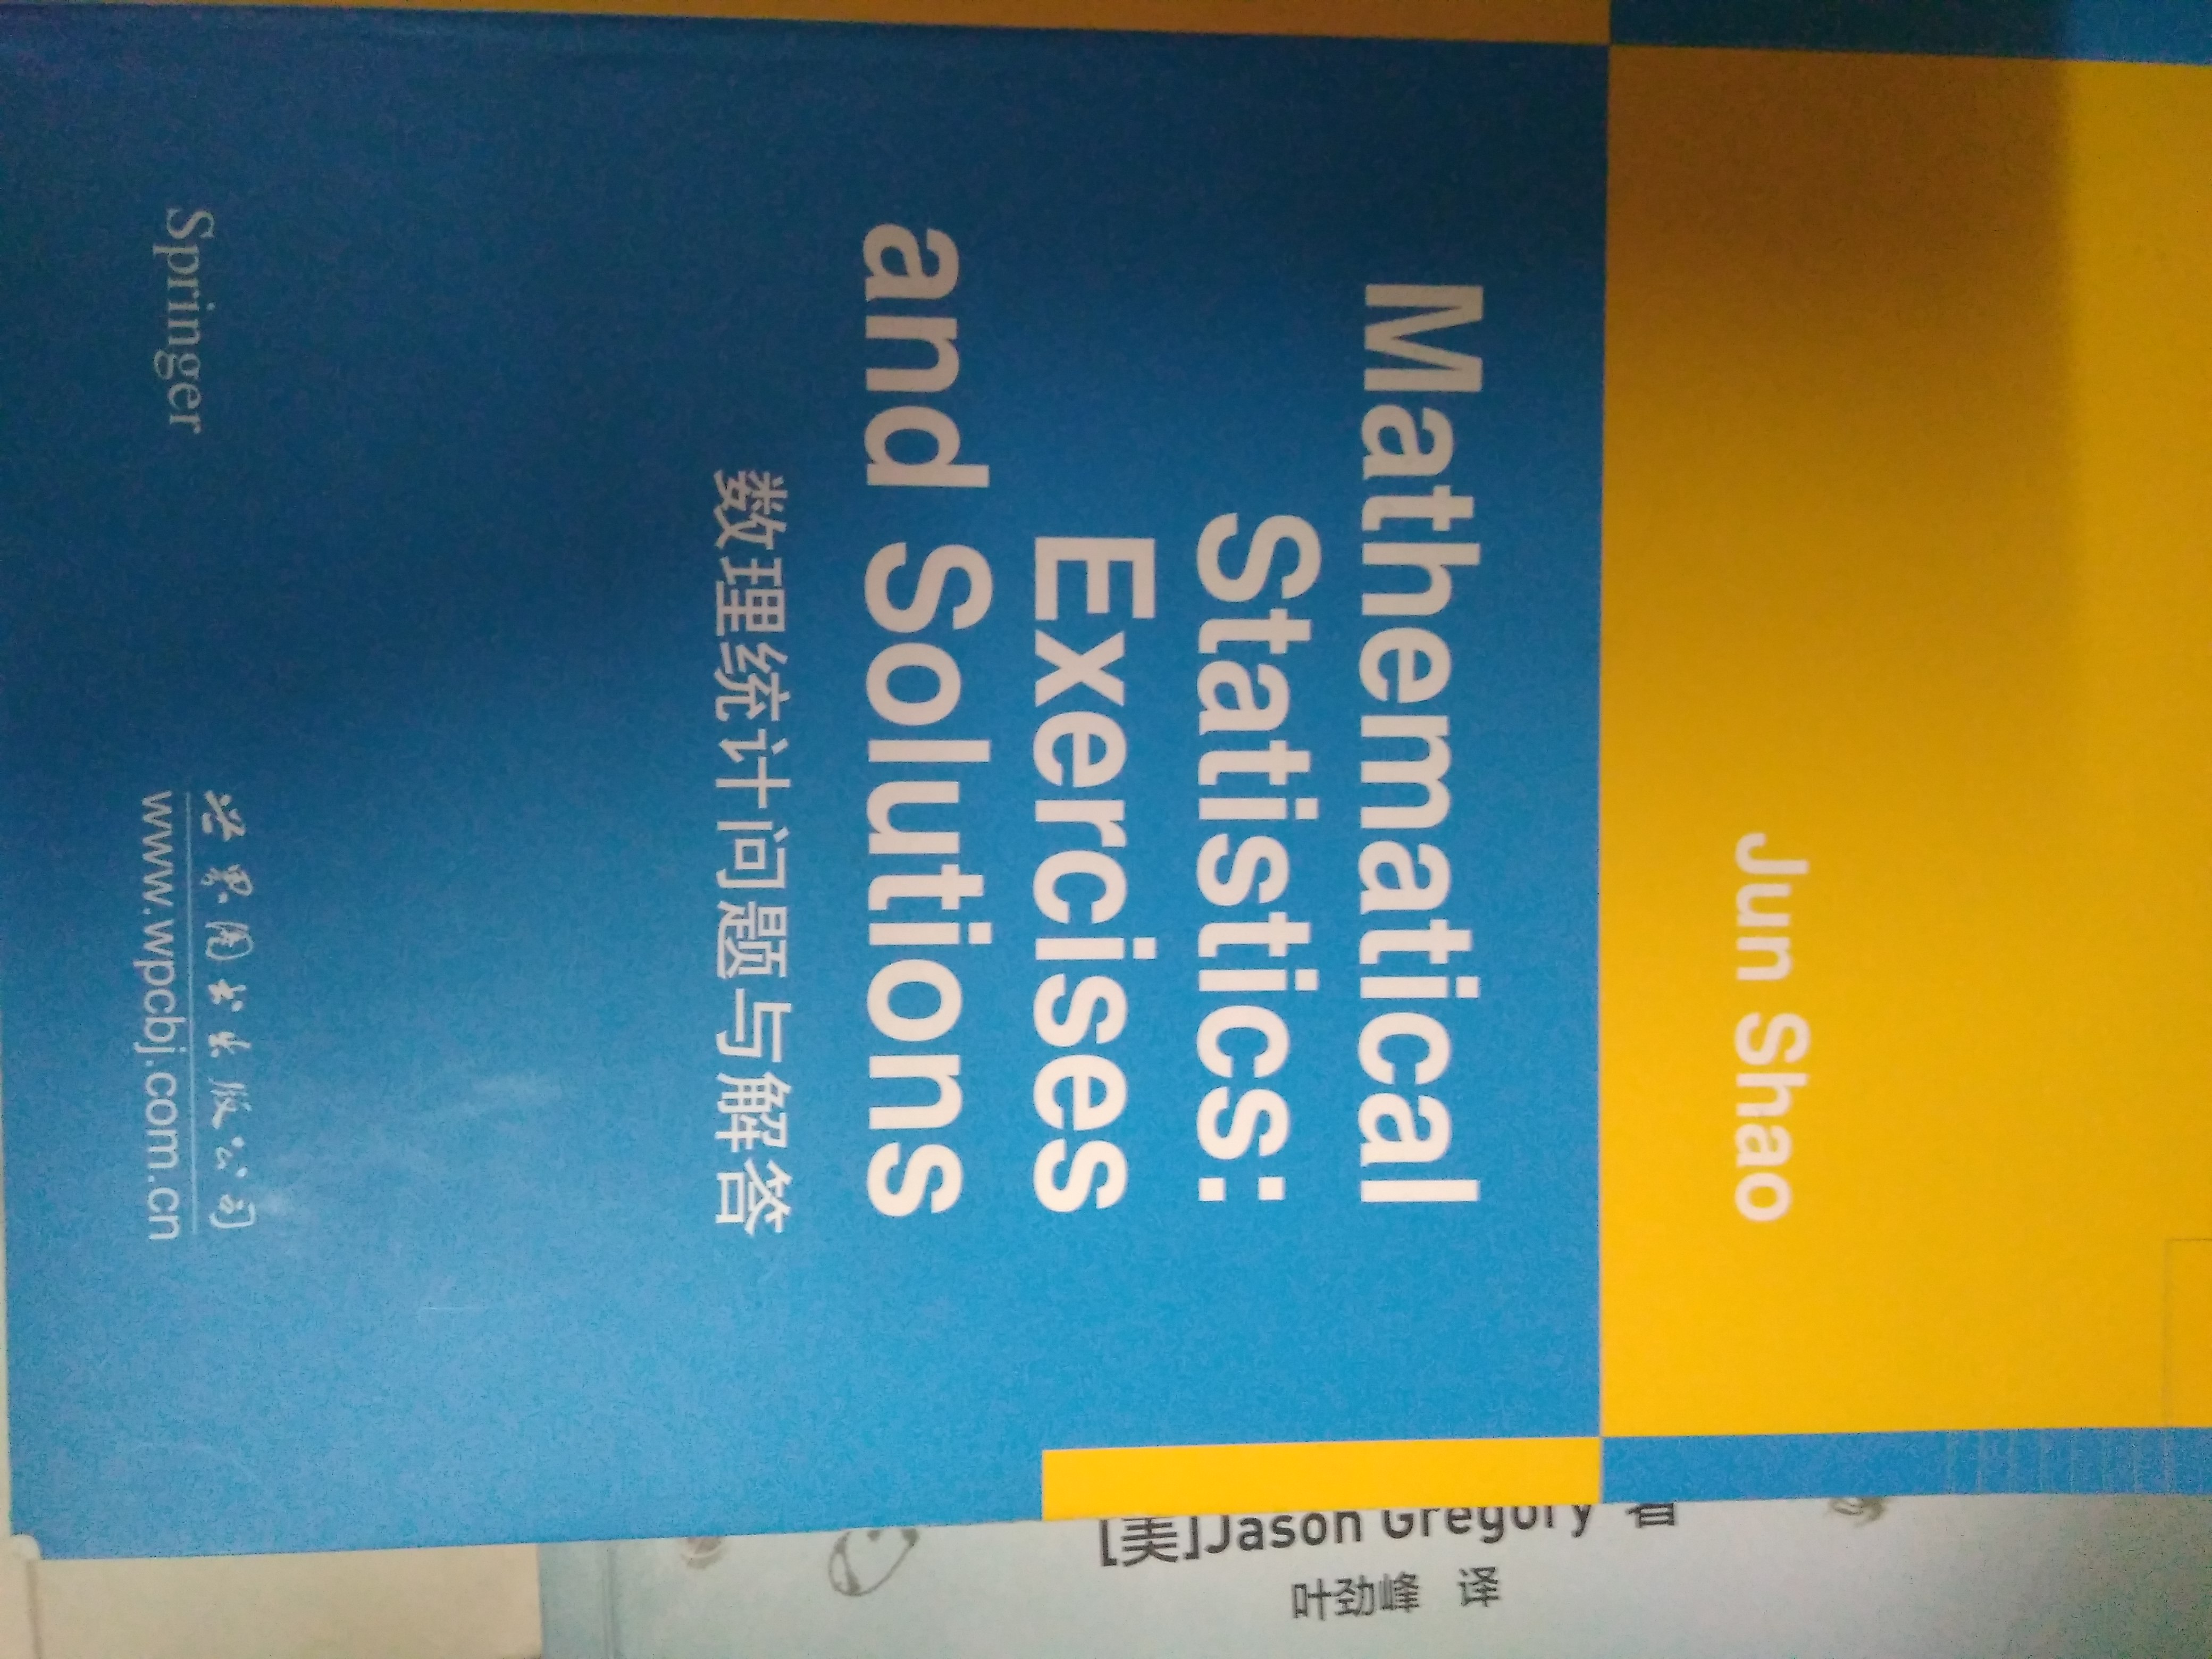 Jun Shao
Mathematical
Statistics:
Exercises
and Solutions
数理统计问题与解答
Springer
世界图书出版公司
www.wpcbj.com.cn
[美]Jason Gregory 著
叶劲峰 译